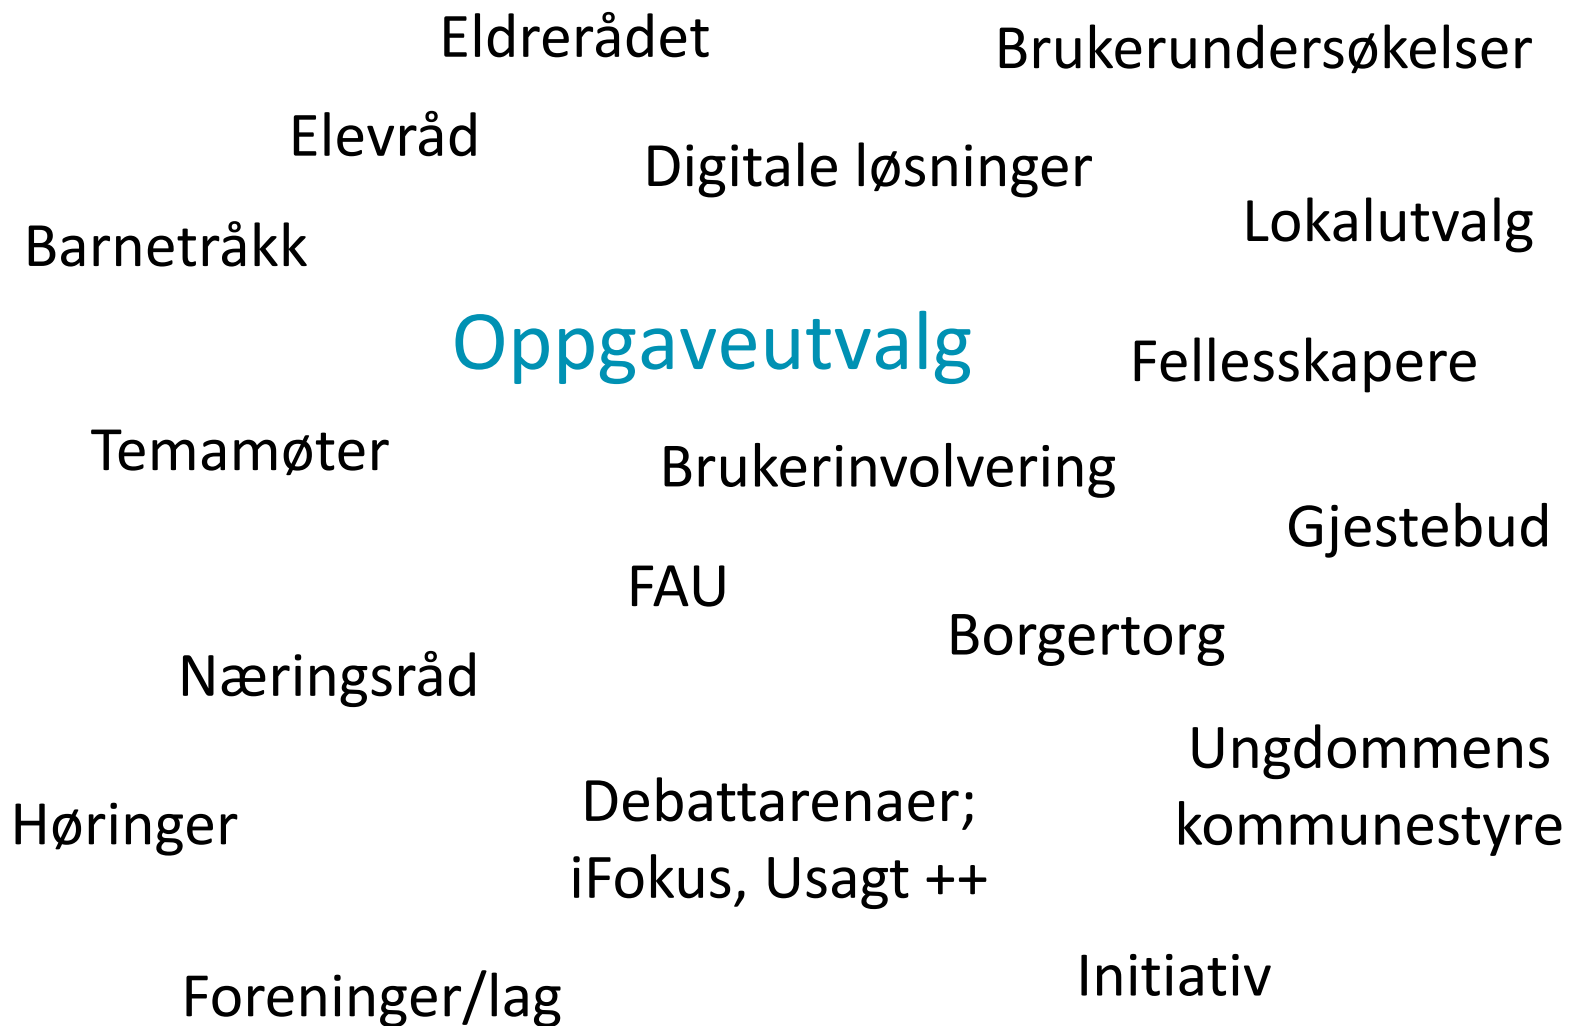 Eldrerådet
Brukerundersøkelser
Elevråd
Digitale løsninger
Lokalutvalg
Barnetråkk
Oppgaveutvalg
Fellesskapere
Temamøter
Brukerinvolvering
Gjestebud
FAU
Borgertorg
Næringsråd
Ungdommens
kommunestyre
Debattarenaer;
iFokus, Usagt ++
Høringer
Initiativ
Foreninger/lag